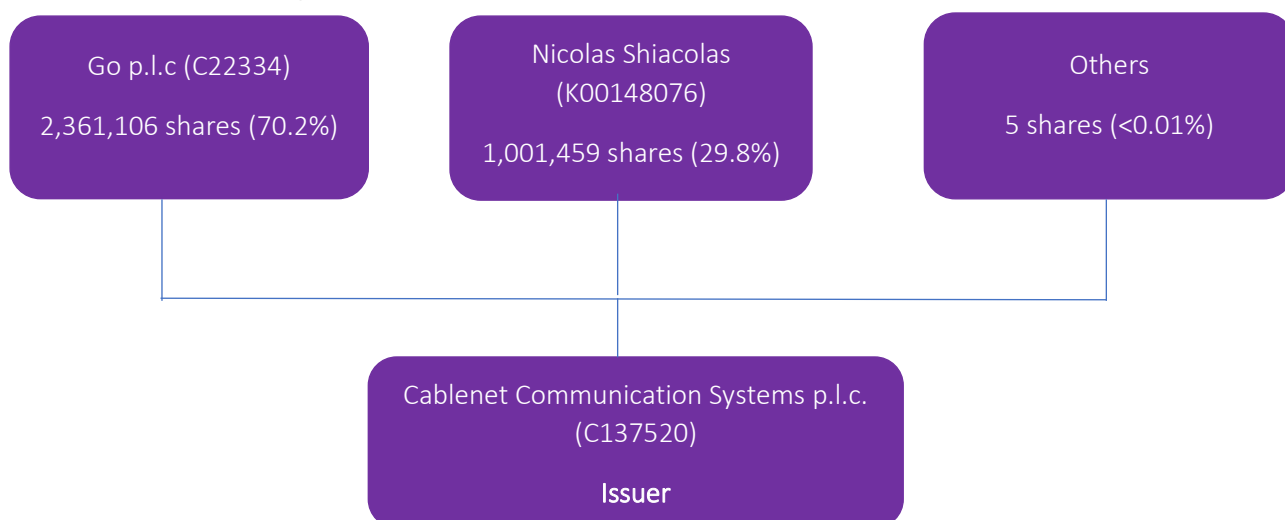 Go p.l.c (C22334)
2,361,106 shares (70.2%)
Nicolas Shiacolas
(K00148076)
1,001,459 shares (29.8%)
Others
5 shares (<0.01%)
Cablenet Communication Systems p.l.c.
(C137520)
Issuer